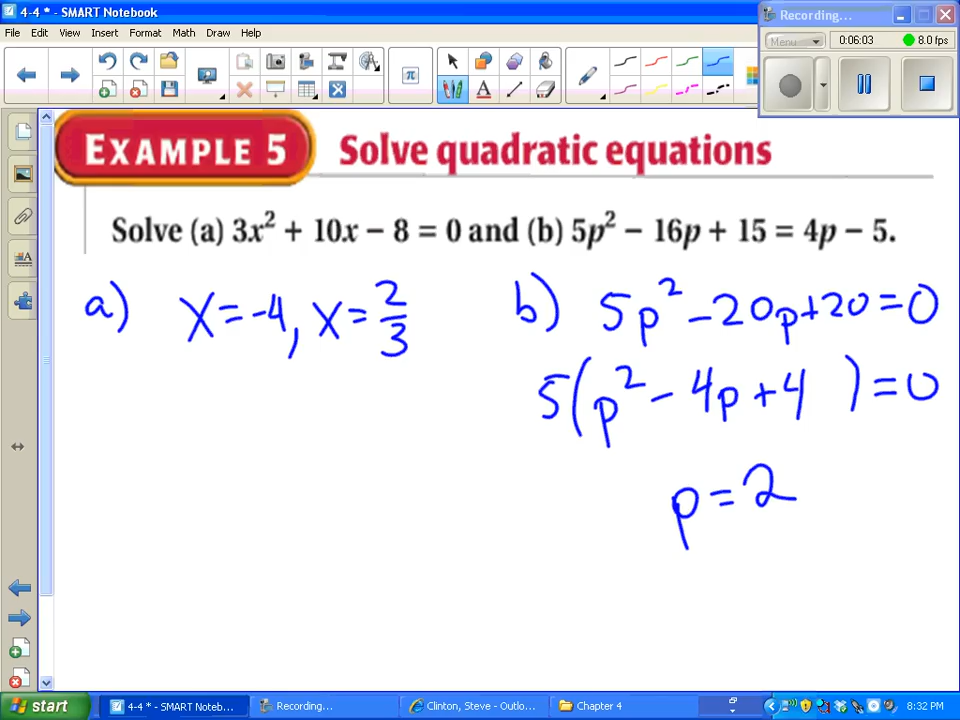 4-4 * - SMART Notebook
Recording...
File Edit View Insert Format Math Draw Help
Menu 0:06:03 8.0 fps
π
A
EXAMPLE 5 Solve quadratic equations
Solve (a) 3x² + 10x − 8 = 0 and (b) 5p² − 16p + 15 = 4p − 5.
a) x = -4, x = 2/3
b) 5p² - 20p + 20 = 0
5(p² - 4p + 4 ) = 0
p = 2
start 4-4 * - SMART Noteb... Recording... Clinton, Steve - Outlo... Chapter 4 8:32 PM